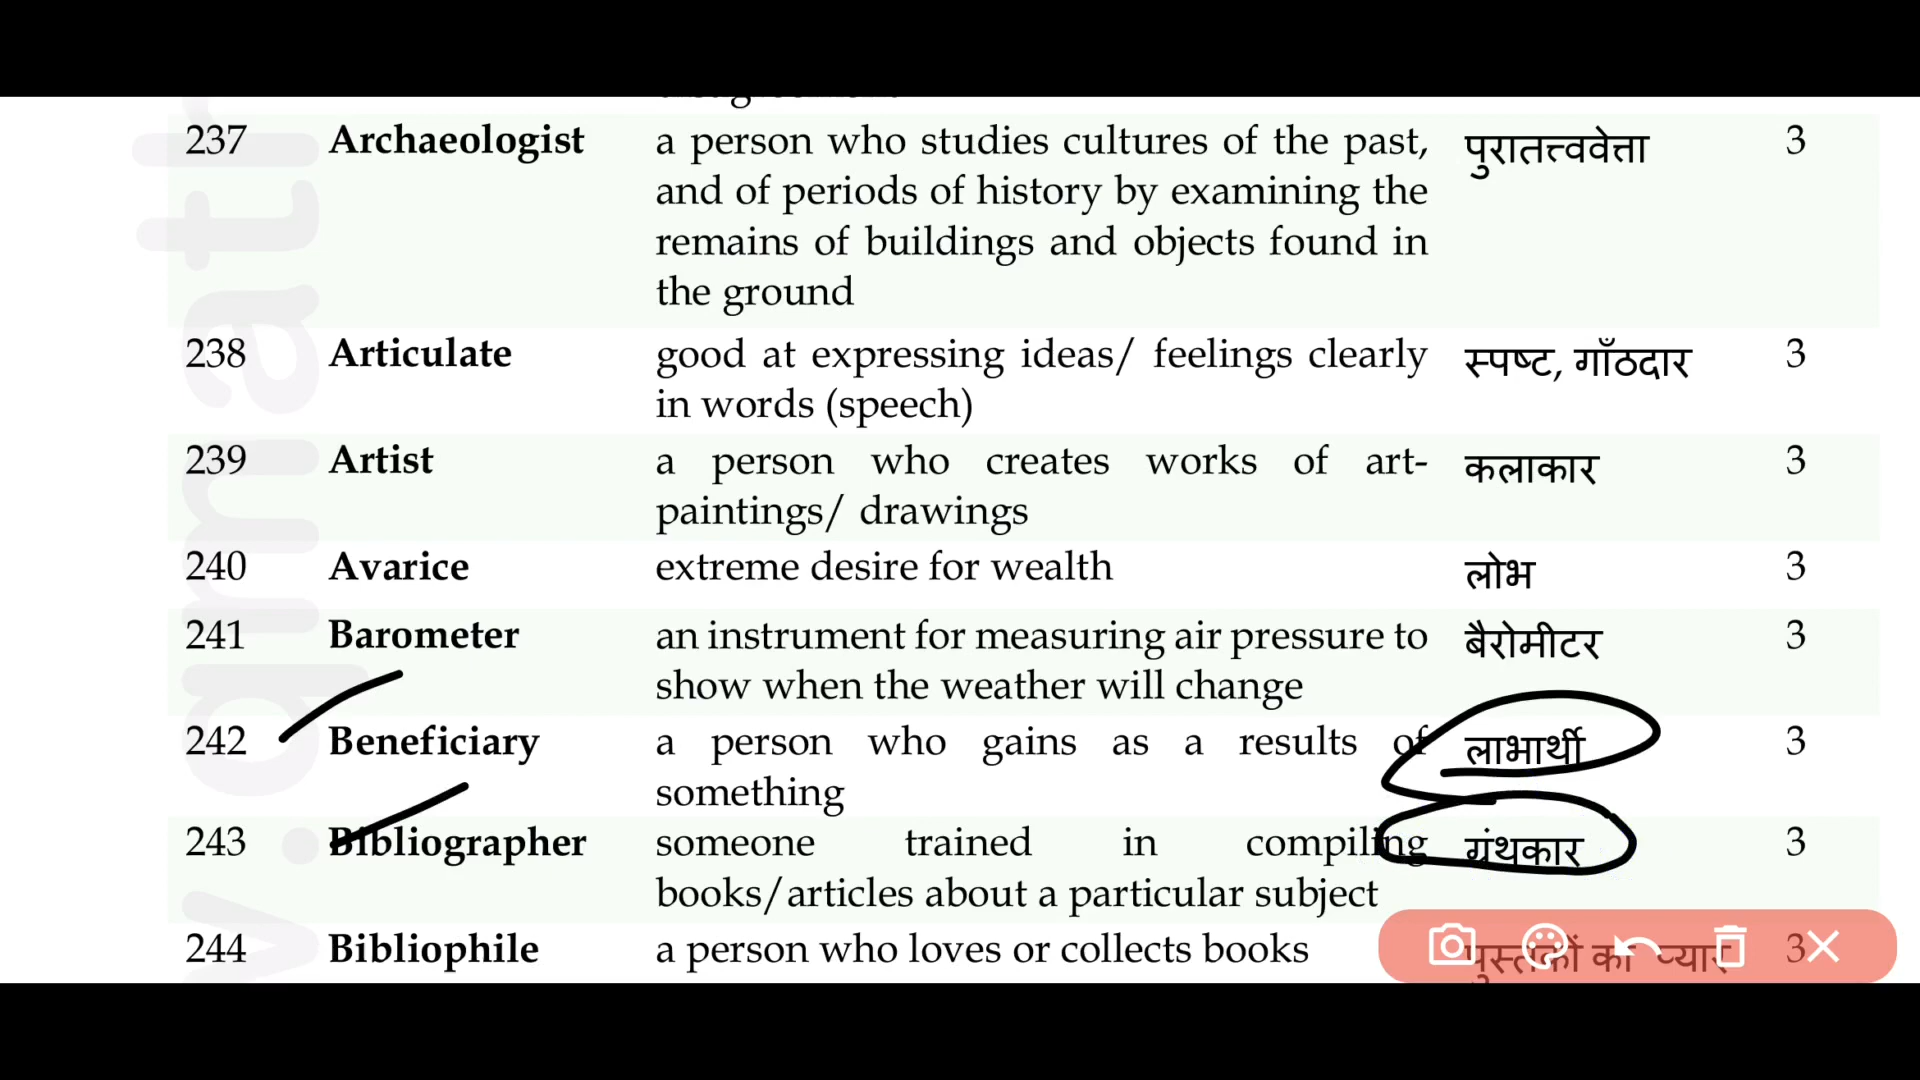 237 Archaeologist a person who studies cultures of the past, पुरातत्त्ववेत्ता 3
and of periods of history by examining the
remains of buildings and objects found in
the ground
238 Articulate good at expressing ideas/ feelings clearly स्पष्ट, गाँठदार 3
in words (speech)
239 Artist a person who creates works of art- कलाकार 3
paintings/ drawings
240 Avarice extreme desire for wealth लोभ 3
241 Barometer an instrument for measuring air pressure to बैरोमीटर 3
show when the weather will change
242 Beneficiary a person who gains as a results of लाभार्थी 3
something
243 Bibliographer someone trained in compiling ग्रंथकार 3
books/articles about a particular subject
244 Bibliophile a person who loves or collects books पुस्तकों का प्यार 3